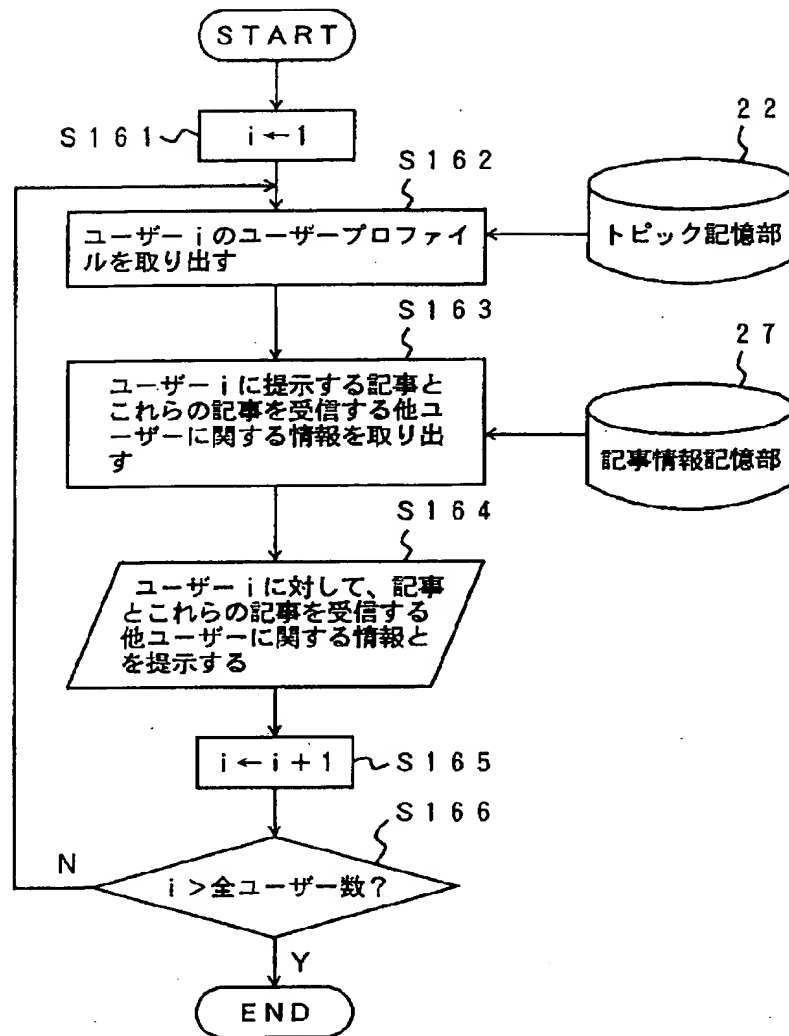 START
S161
i←1
S162
22
ユーザーiのユーザープロファイ
ルを取り出す
トピック記憶部
S163
27
ユーザーiに提示する記事と
これらの記事を受信する他ユ
ーザーに関する情報を取り出
す
記事情報記憶部
S164
ユーザーiに対して、記事
とこれらの記事を受信する
他ユーザーに関する情報と
を提示する
i←i+1
S165
S166
N
i>全ユーザー数?
Y
END